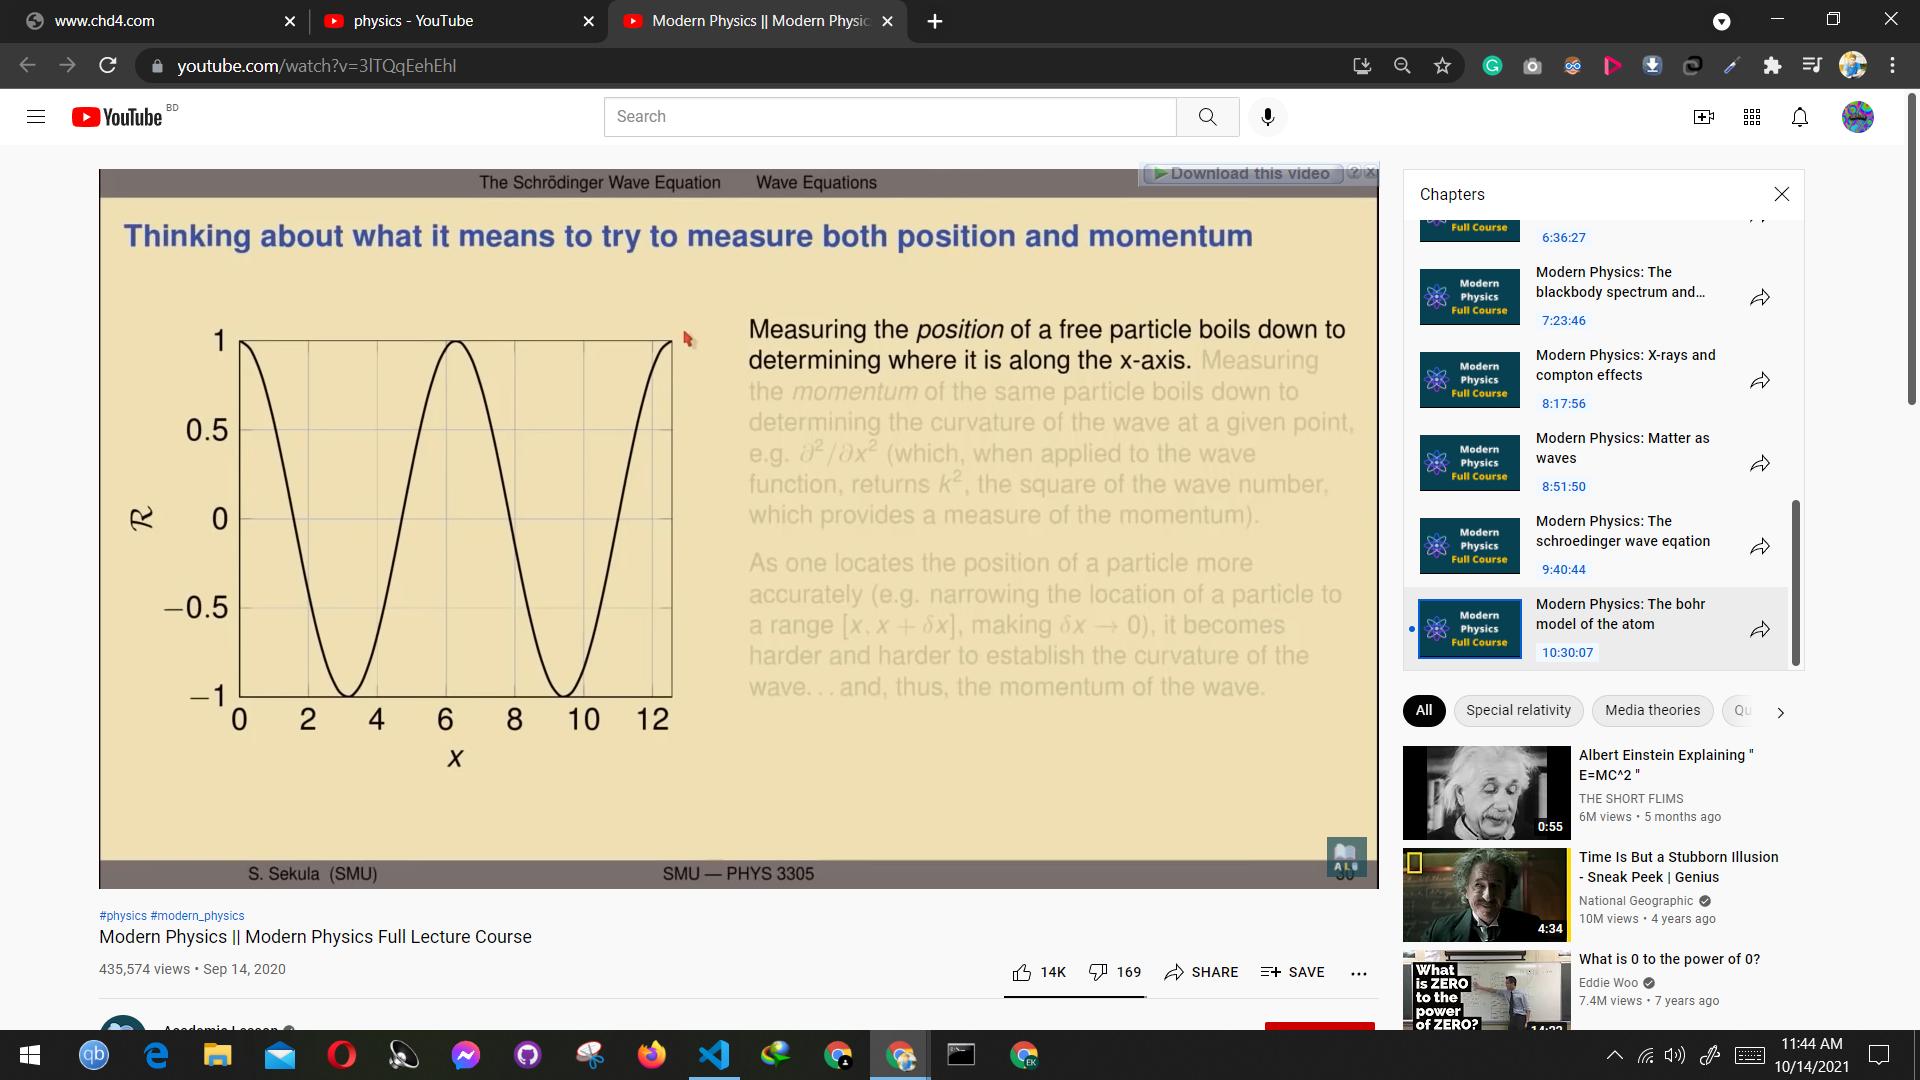 www.chd4.com
physics - YouTube
Modern Physics || Modern Physic
youtube.com/watch?v=3lTQqEehEhI
YouTube BD
Search
The Schrödinger Wave Equation Wave Equations
Download this video ? X
Thinking about what it means to try to measure both position and momentum
1
0.5
0
−0.5
−1
R
0 2 4 6 8 10 12
x
Measuring the position of a free particle boils down to
determining where it is along the x-axis. Measuring
the momentum of the same particle boils down to
determining the curvature of the wave at a given point,
e.g. ∂²/∂x² (which, when applied to the wave
function, returns k², the square of the wave number,
which provides a measure of the momentum).
As one locates the position of a particle more
accurately (e.g. narrowing the location of a particle to
a range [x, x + δx], making δx → 0), it becomes
harder and harder to establish the curvature of the
wave... and, thus, the momentum of the wave.
S. Sekula (SMU) SMU — PHYS 3305 30
ALO
#physics #modern_physics
Modern Physics || Modern Physics Full Lecture Course
435,574 views • Sep 14, 2020
14K 169 SHARE SAVE
Chapters
Full Course
6:36:27
Modern
Physics
Full Course
Modern Physics: The
blackbody spectrum and...
7:23:46
Modern
Physics
Full Course
Modern Physics: X-rays and
compton effects
8:17:56
Modern
Physics
Full Course
Modern Physics: Matter as
waves
8:51:50
Modern
Physics
Full Course
Modern Physics: The
schroedinger wave eqation
9:40:44
Modern
Physics
Full Course
Modern Physics: The bohr
model of the atom
10:30:07
All Special relativity Media theories Qu
Albert Einstein Explaining "
E=MC^2 "
THE SHORT FLIMS
6M views • 5 months ago
0:55
Time Is But a Stubborn Illusion
- Sneak Peek | Genius
National Geographic
10M views • 4 years ago
4:34
What is 0 to the power of 0?
Eddie Woo
7.4M views • 7 years ago
What
is ZERO
to the
power
of ZERO?
qb
EK
11:44 AM
10/14/2021